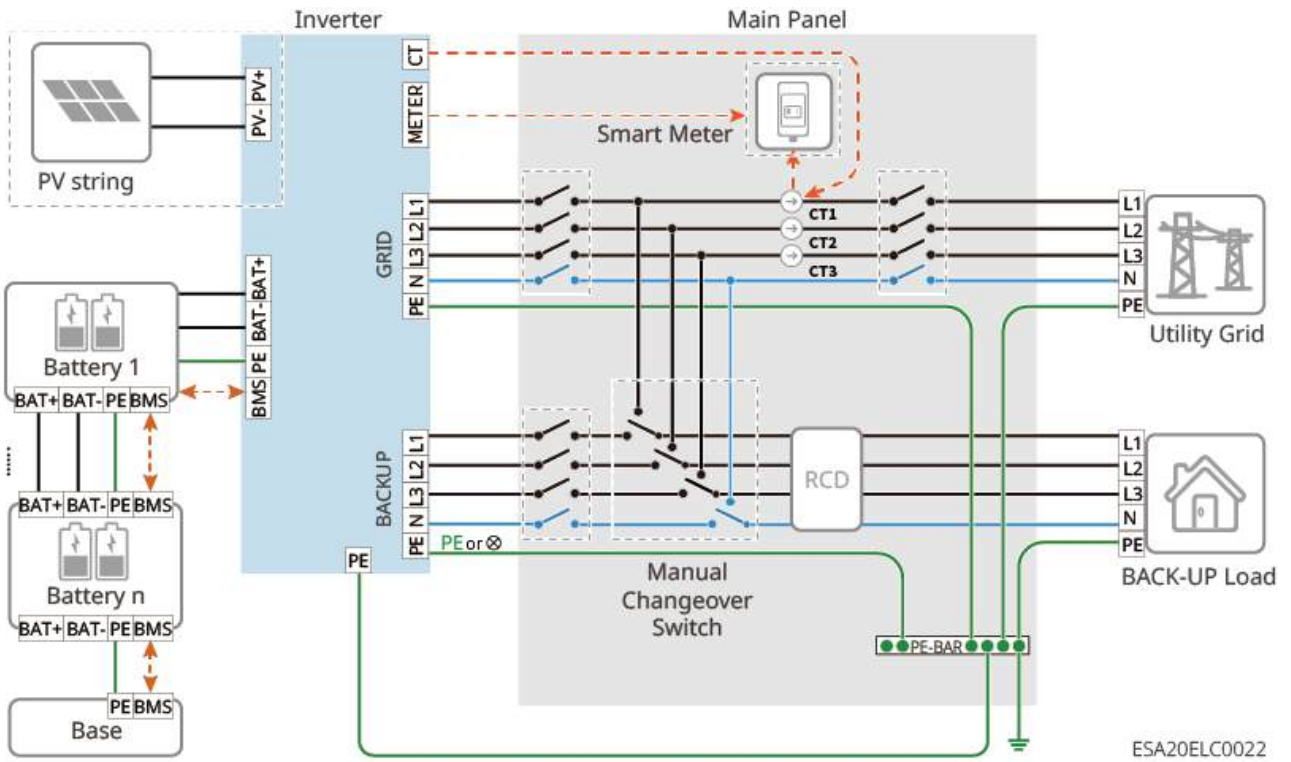 Inverter
Main Panel
PV string
PV+
PV-
CT
METER
Smart Meter
CT1
CT2
CT3
GRID
L1
L2
L3
N
PE
L1
L2
L3
N
PE
Utility Grid
BAT+
BAT-
PE
BMS
Battery 1
BAT+ BAT- PE BMS
BAT+ BAT- PE BMS
Battery n
BAT+ BAT- PE BMS
PE BMS
Base
BACKUP
L1
L2
L3
N
PE
PE or ⊗
PE
RCD
Manual
Changeover
Switch
L1
L2
L3
N
PE
BACK-UP Load
PE-BAR
ESA20ELC0022